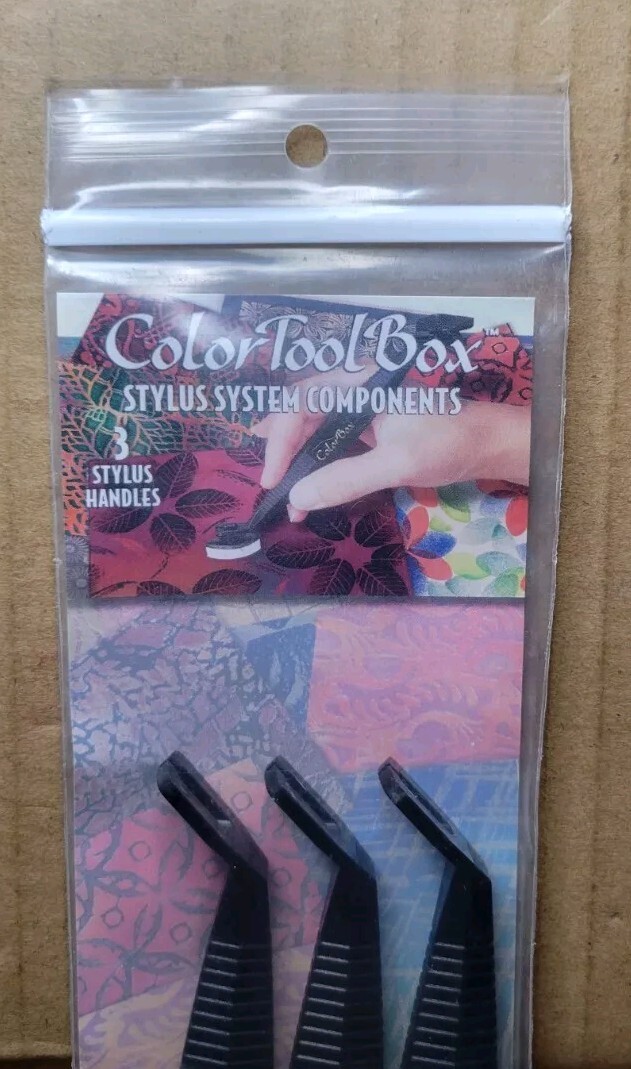 ColorToolBox™
STYLUS SYSTEM COMPONENTS
3
STYLUS
HANDLES
ColorBox